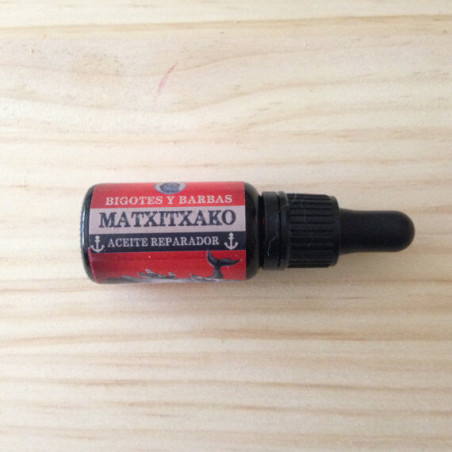 BIGOTES Y BARBAS
MATXITXAKO
ACEITE REPARADOR